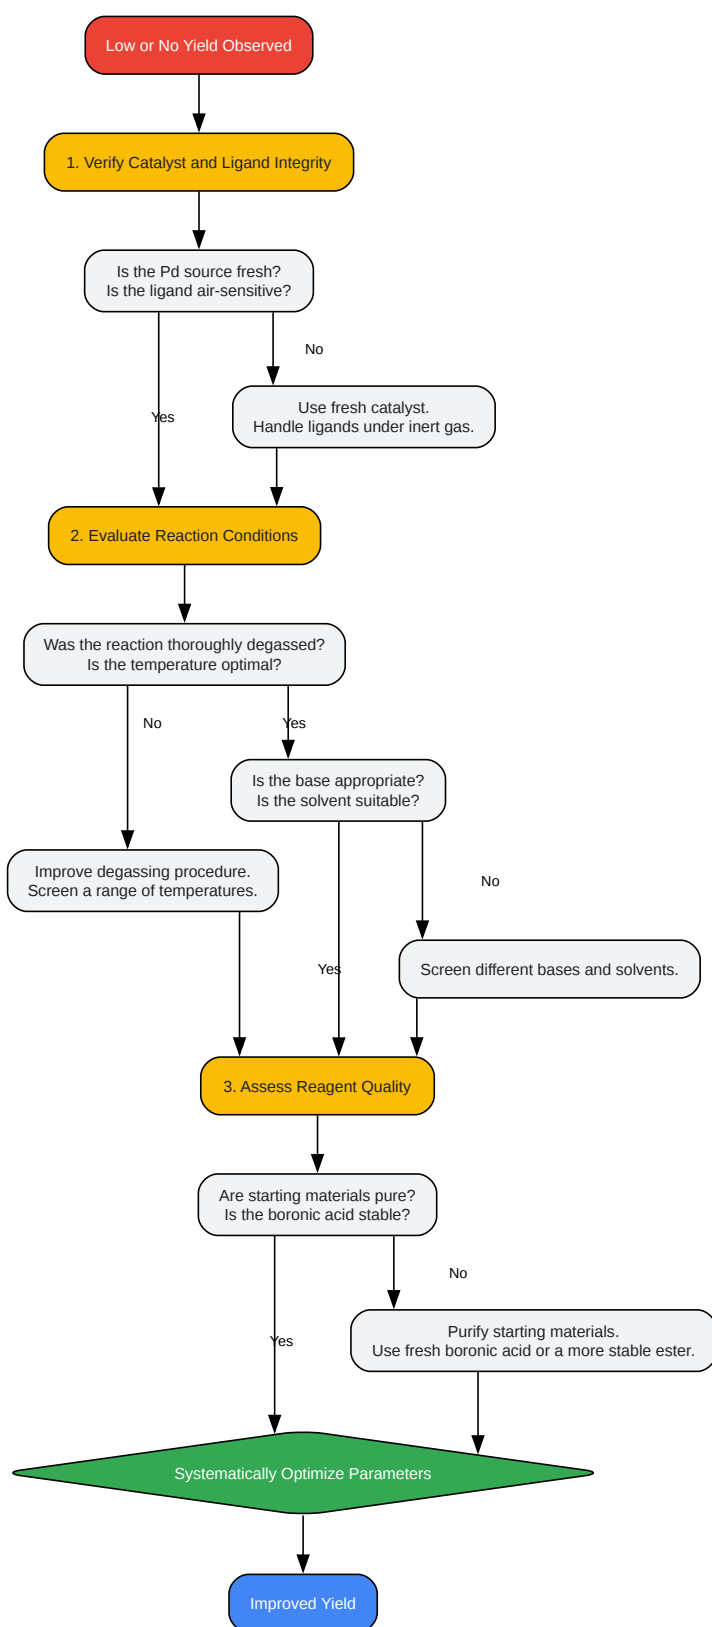 Low or No Yield Observed
1. Verify Catalyst and Ligand Integrity
Is the Pd source fresh?
Is the ligand air-sensitive?
No
Use fresh catalyst.
Handle ligands under inert gas.
Yes
2. Evaluate Reaction Conditions
Was the reaction thoroughly degassed?
Is the temperature optimal?
No
Yes
Is the base appropriate?
Is the solvent suitable?
Improve degassing procedure.
Screen a range of temperatures.
No
Yes
Screen different bases and solvents.
3. Assess Reagent Quality
Are starting materials pure?
Is the boronic acid stable?
No
Yes
Purify starting materials.
Use fresh boronic acid or a more stable ester.
Systematically Optimize Parameters
Improved Yield